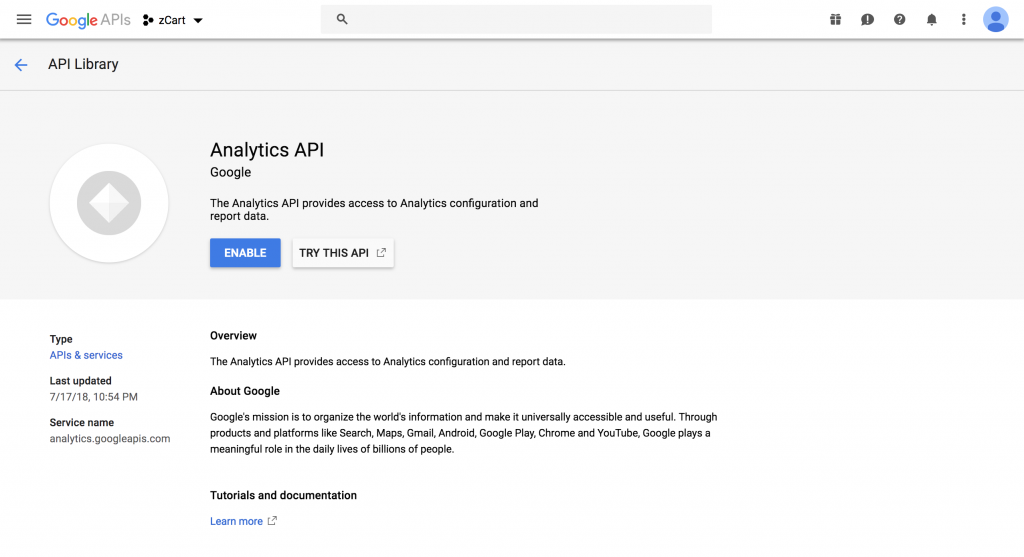 Google APIs zCart
API Library
Analytics API
Google
The Analytics API provides access to Analytics configuration and
report data.
ENABLE TRY THIS API
Type
APIs & services
Last updated
7/17/18, 10:54 PM
Service name
analytics.googleapis.com
Overview
The Analytics API provides access to Analytics configuration and report data.
About Google
Google's mission is to organize the world's information and make it universally accessible and useful. Through
products and platforms like Search, Maps, Gmail, Android, Google Play, Chrome and YouTube, Google plays a
meaningful role in the daily lives of billions of people.
Tutorials and documentation
Learn more